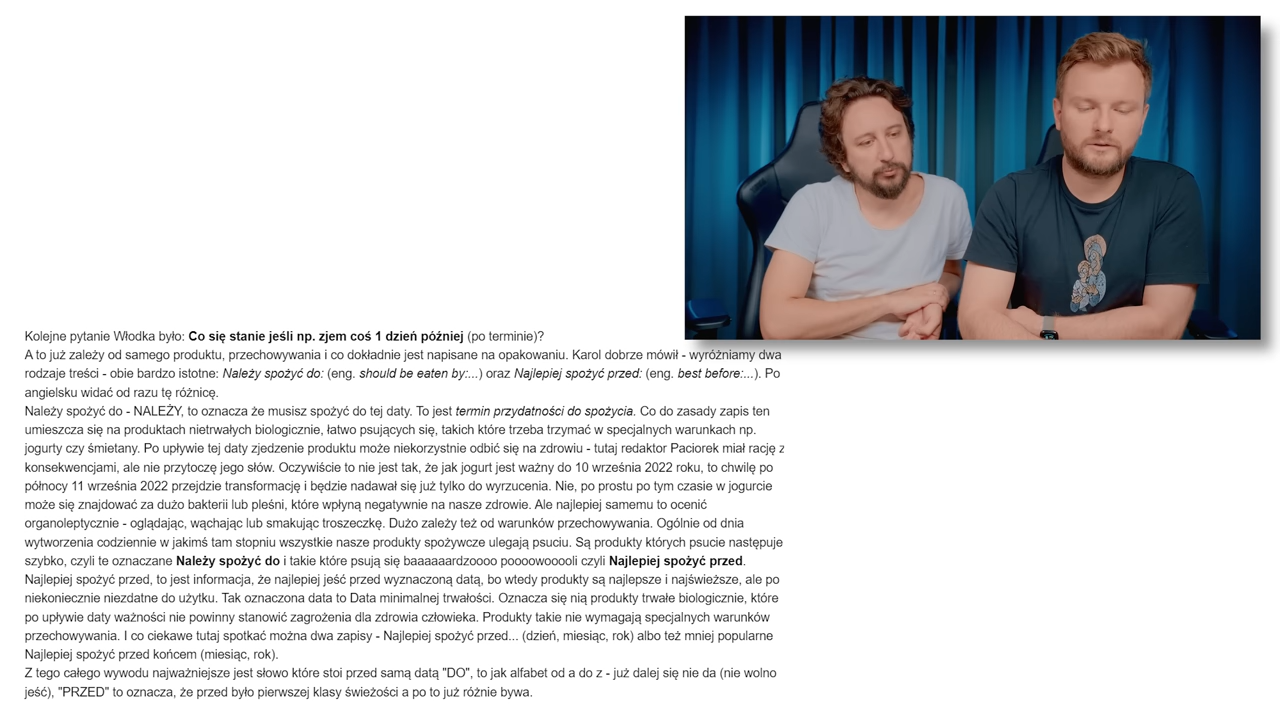 Kolejne pytanie Włodka było: Co się stanie jeśli np. zjem coś 1 dzień później (po terminie)?
A to już zależy od samego produktu, przechowywania i co dokładnie jest napisane na opakowaniu. Karol dobrze mówił - wyróżniamy dwa
rodzaje treści - obie bardzo istotne: Należy spożyć do: (eng. should be eaten by:...) oraz Najlepiej spożyć przed: (eng. best before:...). Po
angielsku widać od razu tę różnicę.
Należy spożyć do - NALEŻY, to oznacza że musisz spożyć do tej daty. To jest termin przydatności do spożycia. Co do zasady zapis ten
umieszcza się na produktach nietrwałych biologicznie, łatwo psujących się, takich które trzeba trzymać w specjalnych warunkach np.
jogurty czy śmietany. Po upływie tej daty zjedzenie produktu może niekorzystnie odbić się na zdrowiu - tutaj redaktor Paciorek miał rację z
konsekwencjami, ale nie przytoczę jego słów. Oczywiście to nie jest tak, że jak jogurt jest ważny do 10 września 2022 roku, to chwilę po
północy 11 września 2022 przejdzie transformację i będzie nadawał się już tylko do wyrzucenia. Nie, po prostu po tym czasie w jogurcie
może się znajdować za dużo bakterii lub pleśni, które wpłyną negatywnie na nasze zdrowie. Ale najlepiej samemu to ocenić
organoleptycznie - oglądając, wąchając lub smakując troszeczkę. Dużo zależy też od warunków przechowywania. Ogólnie od dnia
wytworzenia codziennie w jakimś tam stopniu wszystkie nasze produkty spożywcze ulegają psuciu. Są produkty których psucie następuje
szybko, czyli te oznaczane Należy spożyć do i takie które psują się baaaaaardzoooo poooowooooli czyli Najlepiej spożyć przed.
Najlepiej spożyć przed, to jest informacja, że najlepiej jeść przed wyznaczoną datą, bo wtedy produkty są najlepsze i najświeższe, ale po
niekoniecznie niezdatne do użytku. Tak oznaczona data to Data minimalnej trwałości. Oznacza się nią produkty trwałe biologicznie, które
po upływie daty ważności nie powinny stanowić zagrożenia dla zdrowia człowieka. Produkty takie nie wymagają specjalnych warunków
przechowywania. I co ciekawe tutaj spotkać można dwa zapisy - Najlepiej spożyć przed... (dzień, miesiąc, rok) albo też mniej popularne
Najlepiej spożyć przed końcem (miesiąc, rok).
Z tego całego wywodu najważniejsze jest słowo które stoi przed samą datą "DO", to jak alfabet od a do z - już dalej się nie da (nie wolno
jeść), "PRZED" to oznacza, że przed było pierwszej klasy świeżości a po to już różnie bywa.